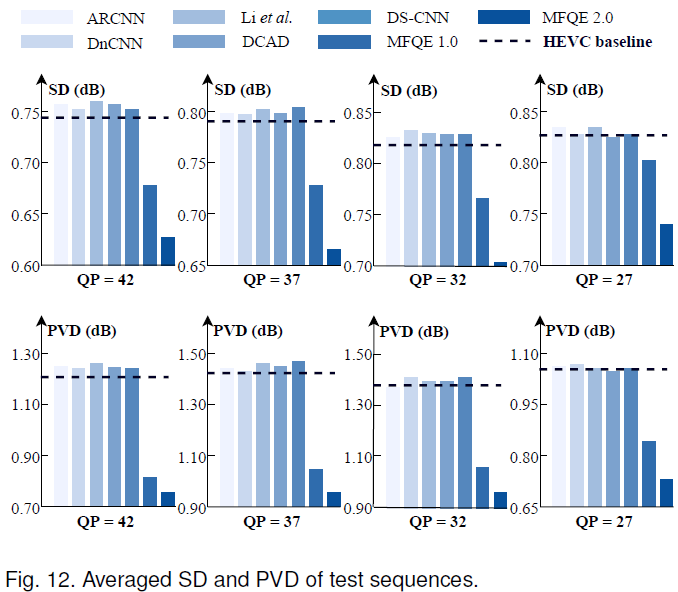 ARCNN Li et al. DS-CNN MFQE 2.0
DnCNN DCAD MFQE 1.0 HEVC baseline
SD (dB) SD (dB) SD (dB) SD (dB)
0.75 0.80 0.85 0.85
0.70 0.75 0.80 0.80
0.65 0.70 0.75 0.75
0.60 0.65 0.70 0.70
QP = 42 QP = 37 QP = 32 QP = 27
PVD (dB) PVD (dB) PVD (dB) PVD (dB)
1.30 1.50 1.50 1.10
1.10 1.30 1.30 0.95
0.90 1.10 1.10 0.80
0.70 0.90 0.90 0.65
QP = 42 QP = 37 QP = 32 QP = 27
Fig. 12. Averaged SD and PVD of test sequences.